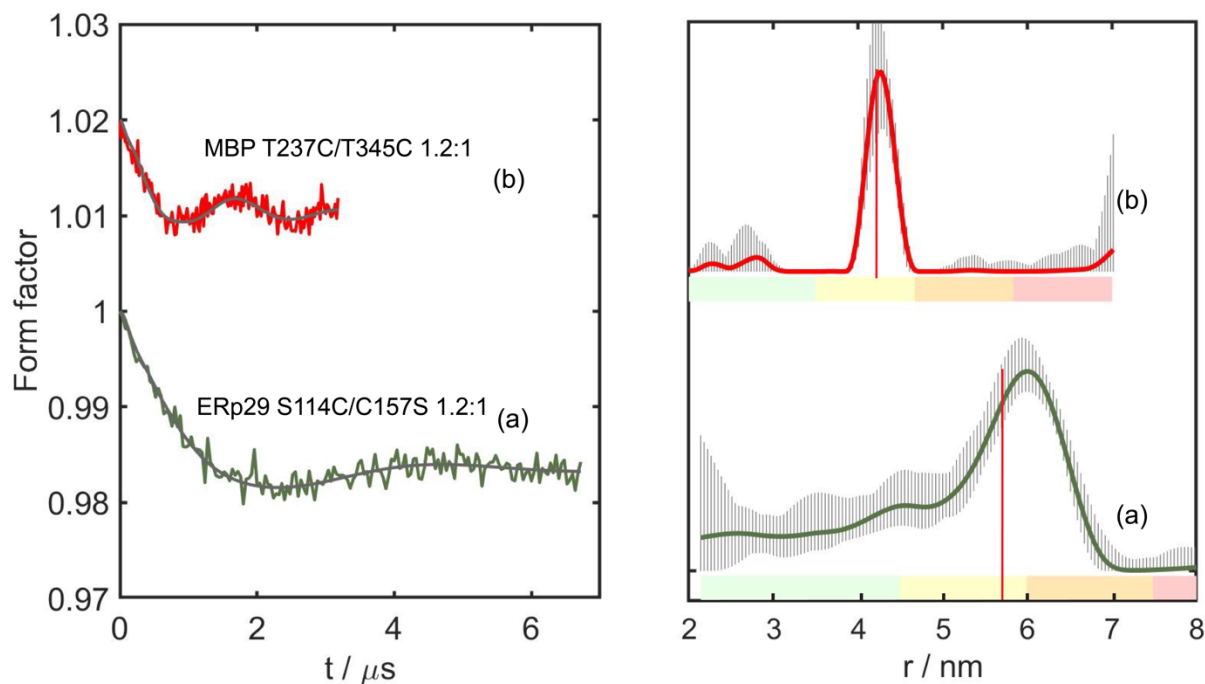 1.03
1.02
1.01
1
0.99
0.98
0.97
Form factor
MBP T237C/T345C 1.2:1
(b)
ERp29 S114C/C157S 1.2:1
(a)
0 2 4 6
t / μs
(b)
(a)
2 3 4 5 6 7 8
r / nm